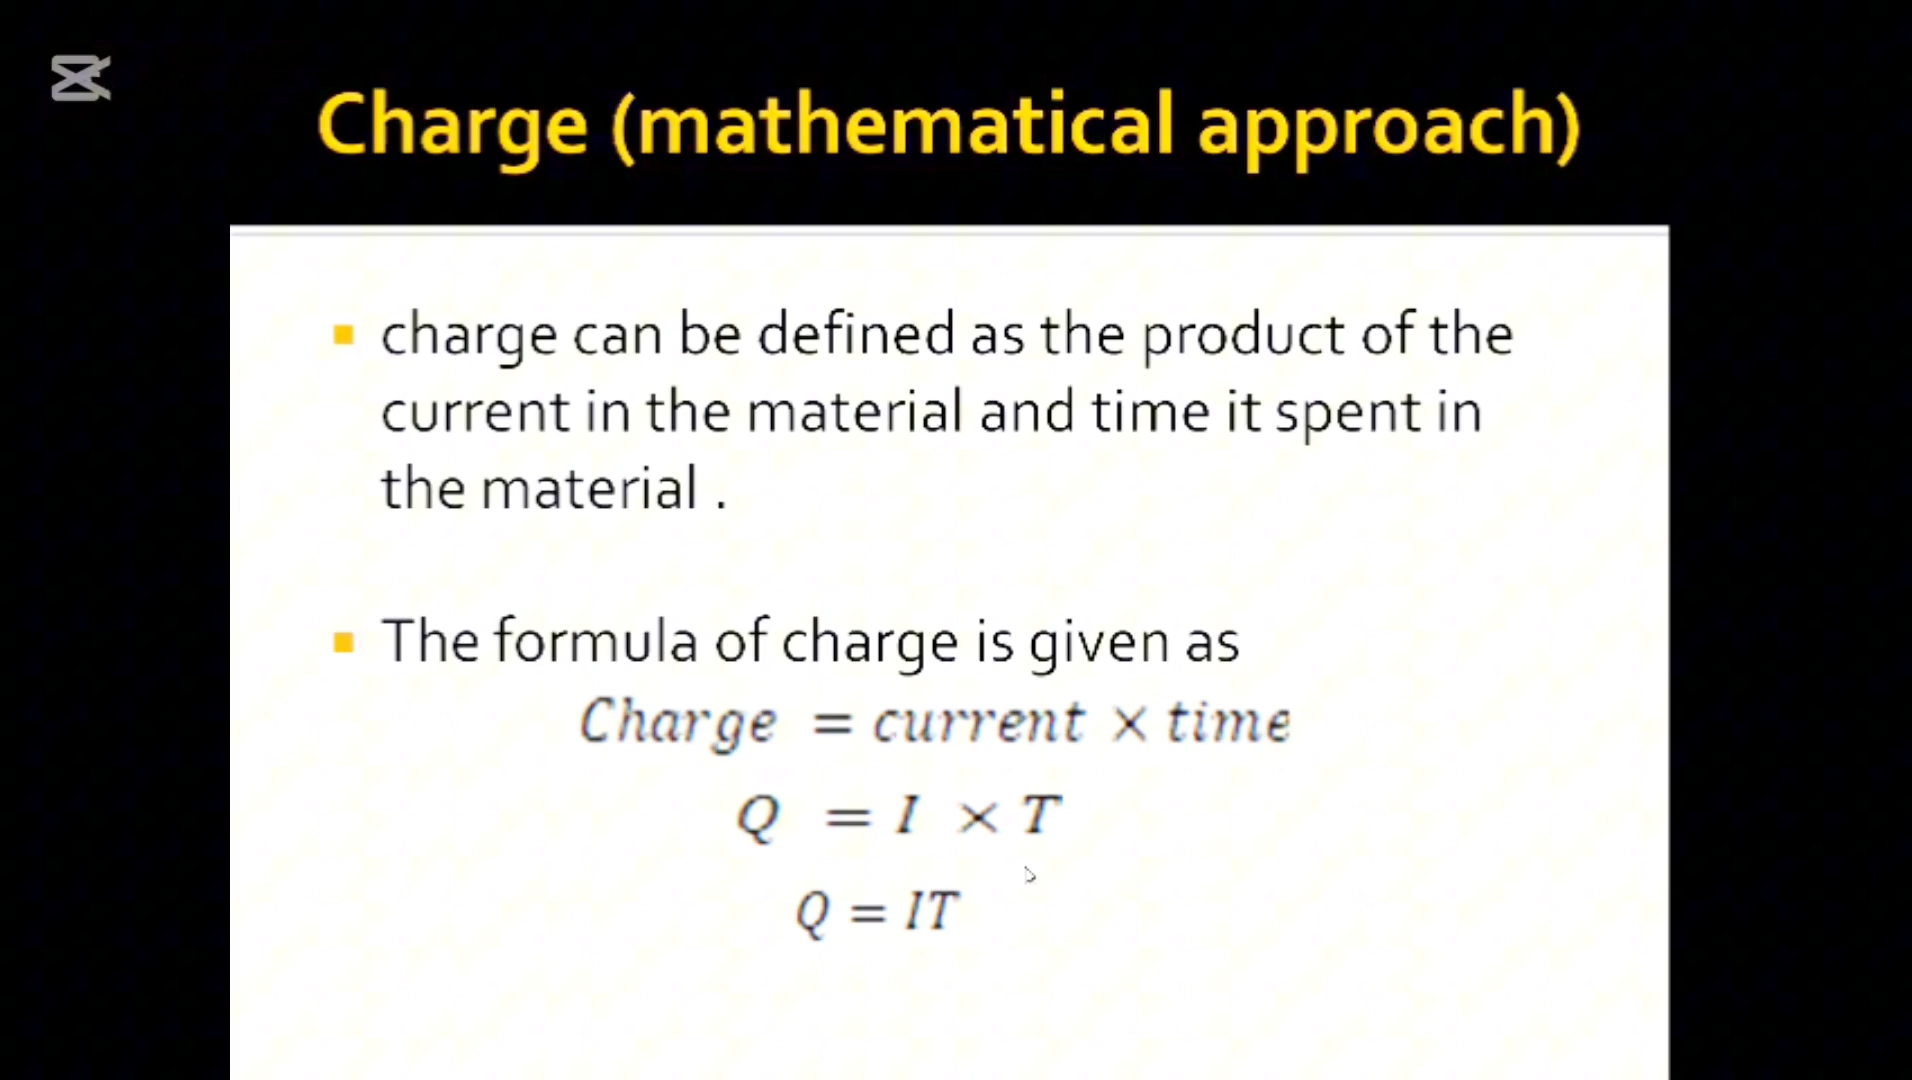 Charge (mathematical approach)
charge can be defined as the product of the
current in the material and time it spent in
the material .
The formula of charge is given as
Charge = current × time
Q = I × T
Q = IT